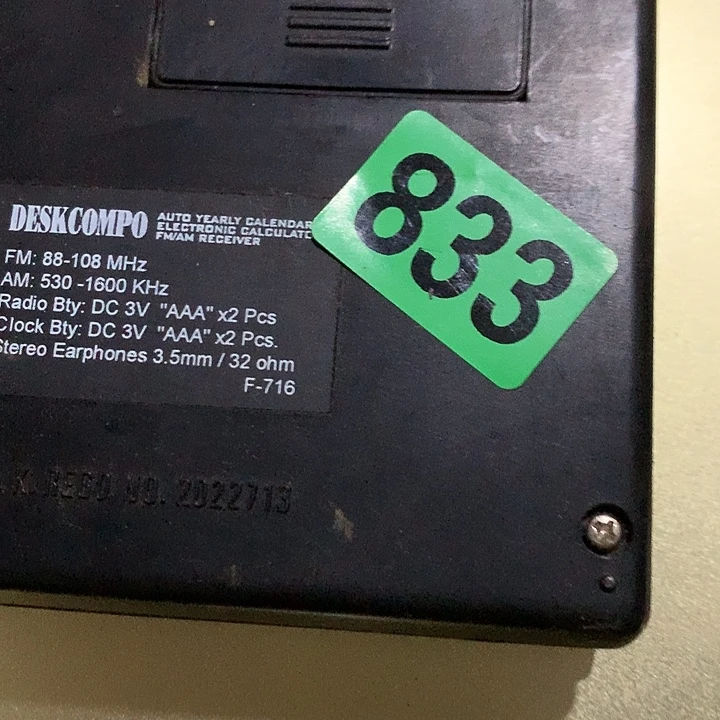 833
DESKCOMPO
AUTO YEARLY CALENDAR
ELECTRONIC CALCULATO
FM/AM RECEIVER
FM: 88-108 MHz
AM: 530 -1600 KHz
Radio Bty: DC 3V "AAA" x2 Pcs
Clock Bty: DC 3V "AAA" x2 Pcs.
Stereo Earphones 3.5mm / 32 ohm
F-716
. K. REGD NO. 2022713